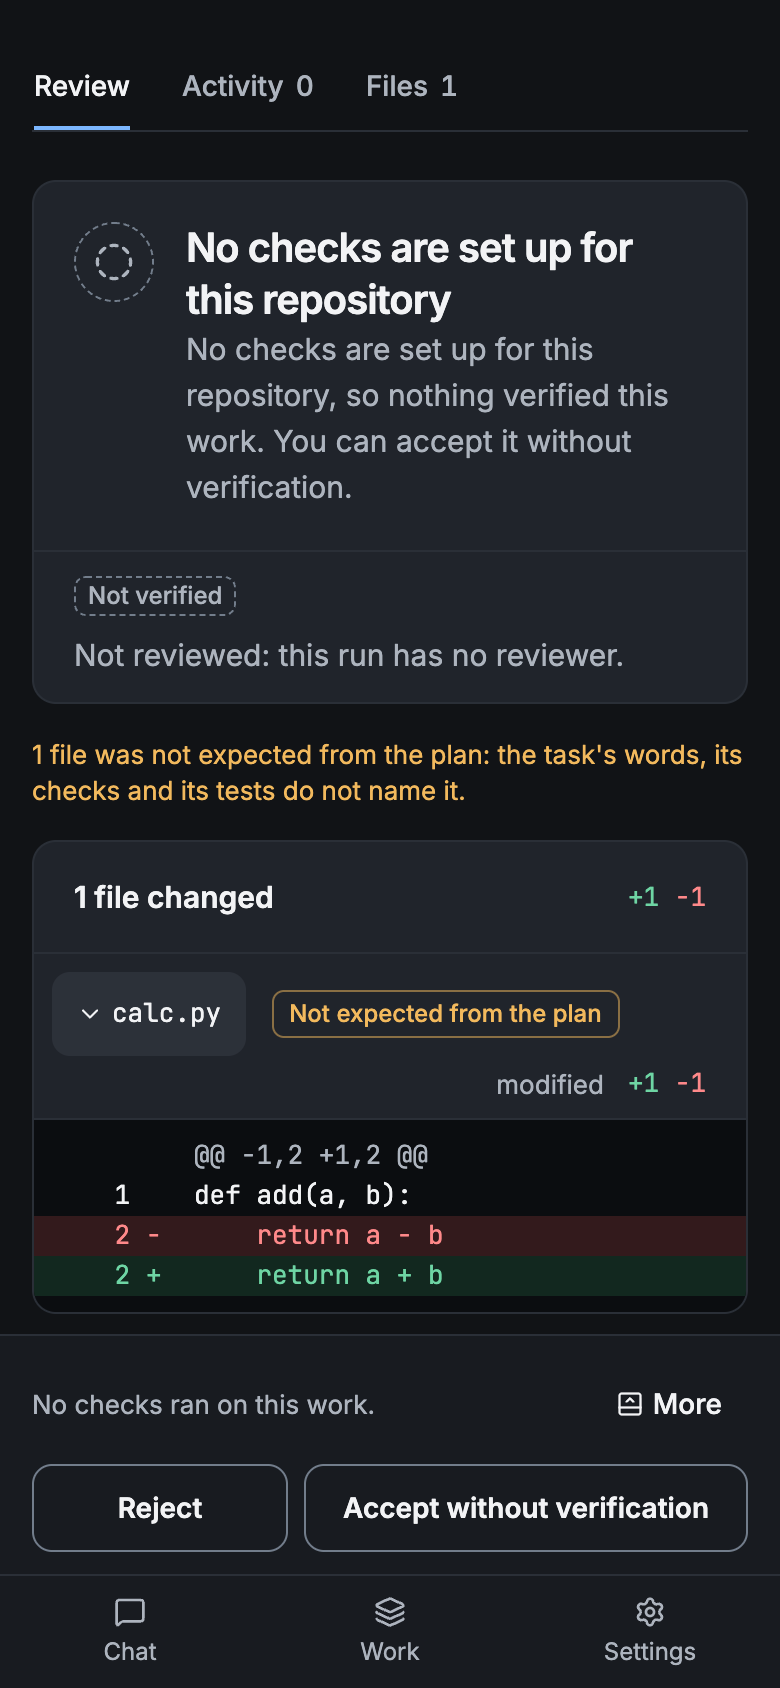 Review Activity 0 Files 1
No checks are set up for
this repository
No checks are set up for this
repository, so nothing verified this
work. You can accept it without
verification.
Not verified
Not reviewed: this run has no reviewer.
1 file was not expected from the plan: the task's words, its
checks and its tests do not name it.
1 file changed +1 -1
calc.py Not expected from the plan
modified +1 -1
@@ -1,2 +1,2 @@
1 def add(a, b):
2 - return a - b
2 + return a + b
No checks ran on this work. More
Reject Accept without verification
Chat Work Settings